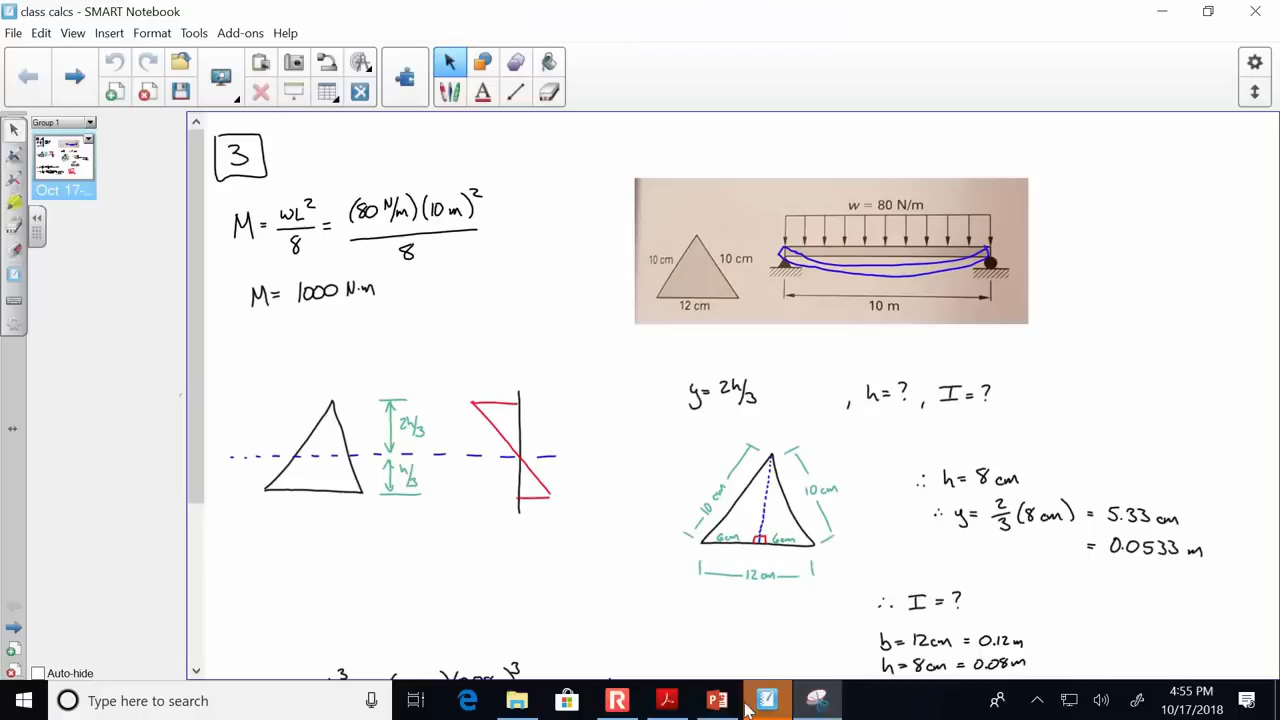 class calcs - SMART Notebook
File Edit View Insert Format Tools Add-ons Help
Group 1
Oct 17-...
3
M = wL²/8 = (80 N/m)(10 m)²/8
M = 1000 N·m
w = 80 N/m
10 cm
10 cm
12 cm
10 m
y = 2h/3 , h = ? , I = ?
2h/3
h/3
10 cm
10 cm
6cm
6cm
12 cm
∴ h = 8 cm
∴ y = 2/3 (8 cm) = 5.33 cm
= 0.0533 m
∴ I = ?
b = 12cm = 0.12m
h = 8cm = 0.08m
Auto-hide
Type here to search
4:55 PM
10/17/2018